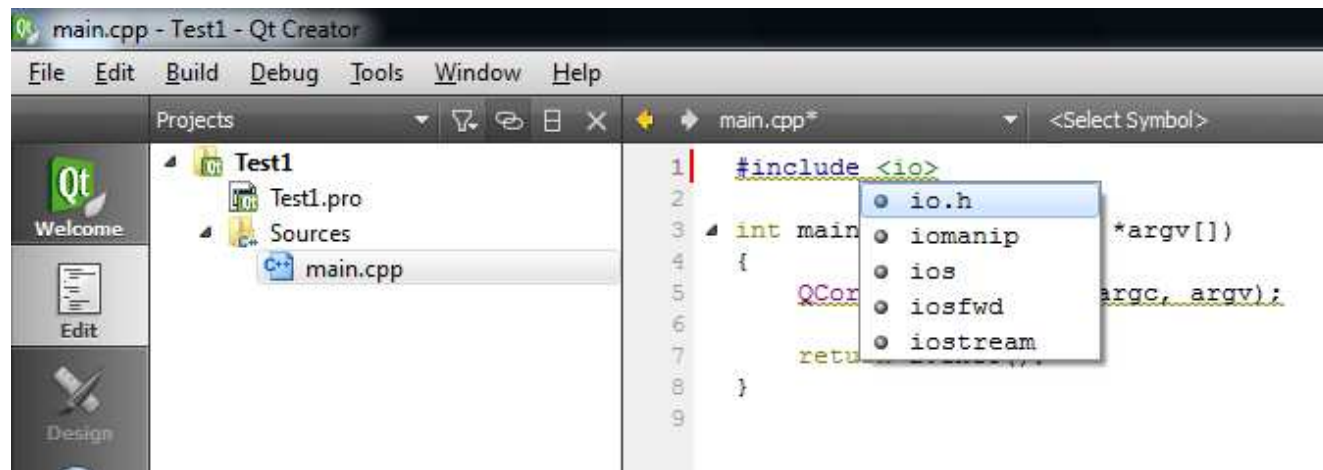 main.cpp - Test1 - Qt Creator
File Edit Build Debug Tools Window Help
Projects main.cpp* <Select Symbol>
Qt
Welcome
Edit
Design
Test1
Test1.pro
Sources
main.cpp
1 #include <io>
2
3 int main *argv[])
4 {
5 QCor argc, argv);
6
7 retu
8 }
9
io.h
iomanip
ios
iosfwd
iostream